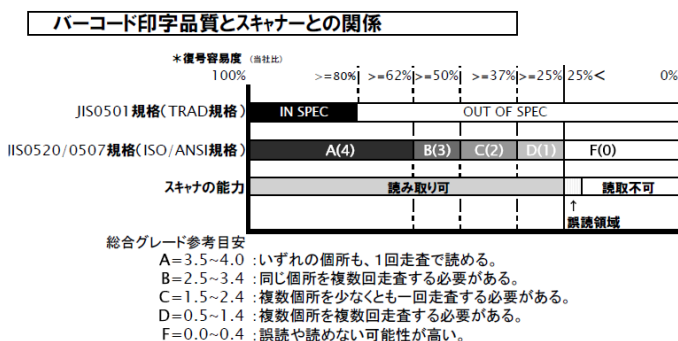 バーコード印字品質とスキャナーとの関係
＊復号容易度 (当社比)
100% >=80% >=62% >=50% >=37% >=25% 25%< 0%
JIS0501規格(TRAD規格) IN SPEC OUT OF SPEC
JIS0520/0507規格(ISO/ANSI規格) A(4) B(3) C(2) D(1) F(0)
スキャナの能力 読み取り可 読取不可
↑
誤読領域
総合グレード参考目安
A=3.5~4.0 :いずれの個所も、1回走査で読める。
B=2.5~3.4 :同じ個所を複数回走査する必要がある。
C=1.5~2.4 :複数個所を少なくとも一回走査する必要がある。
D=0.5~1.4 :複数個所を複数回走査する必要がある。
F=0.0~0.4 :誤読や読めない可能性が高い。